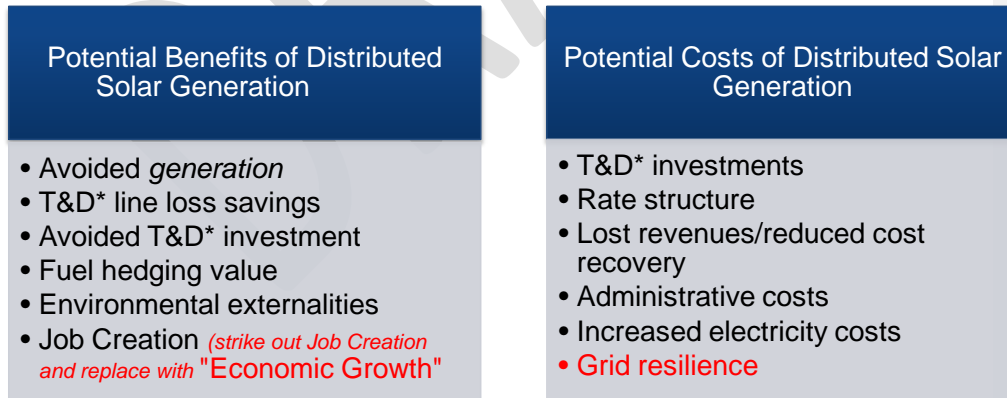 Potential Benefits of Distributed
Solar Generation
• Avoided generation
• T&D* line loss savings
• Avoided T&D* investment
• Fuel hedging value
• Environmental externalities
• Job Creation (strike out Job Creation
and replace with "Economic Growth"
Potential Costs of Distributed Solar
Generation
• T&D* investments
• Rate structure
• Lost revenues/reduced cost
recovery
• Administrative costs
• Increased electricity costs
• Grid resilience